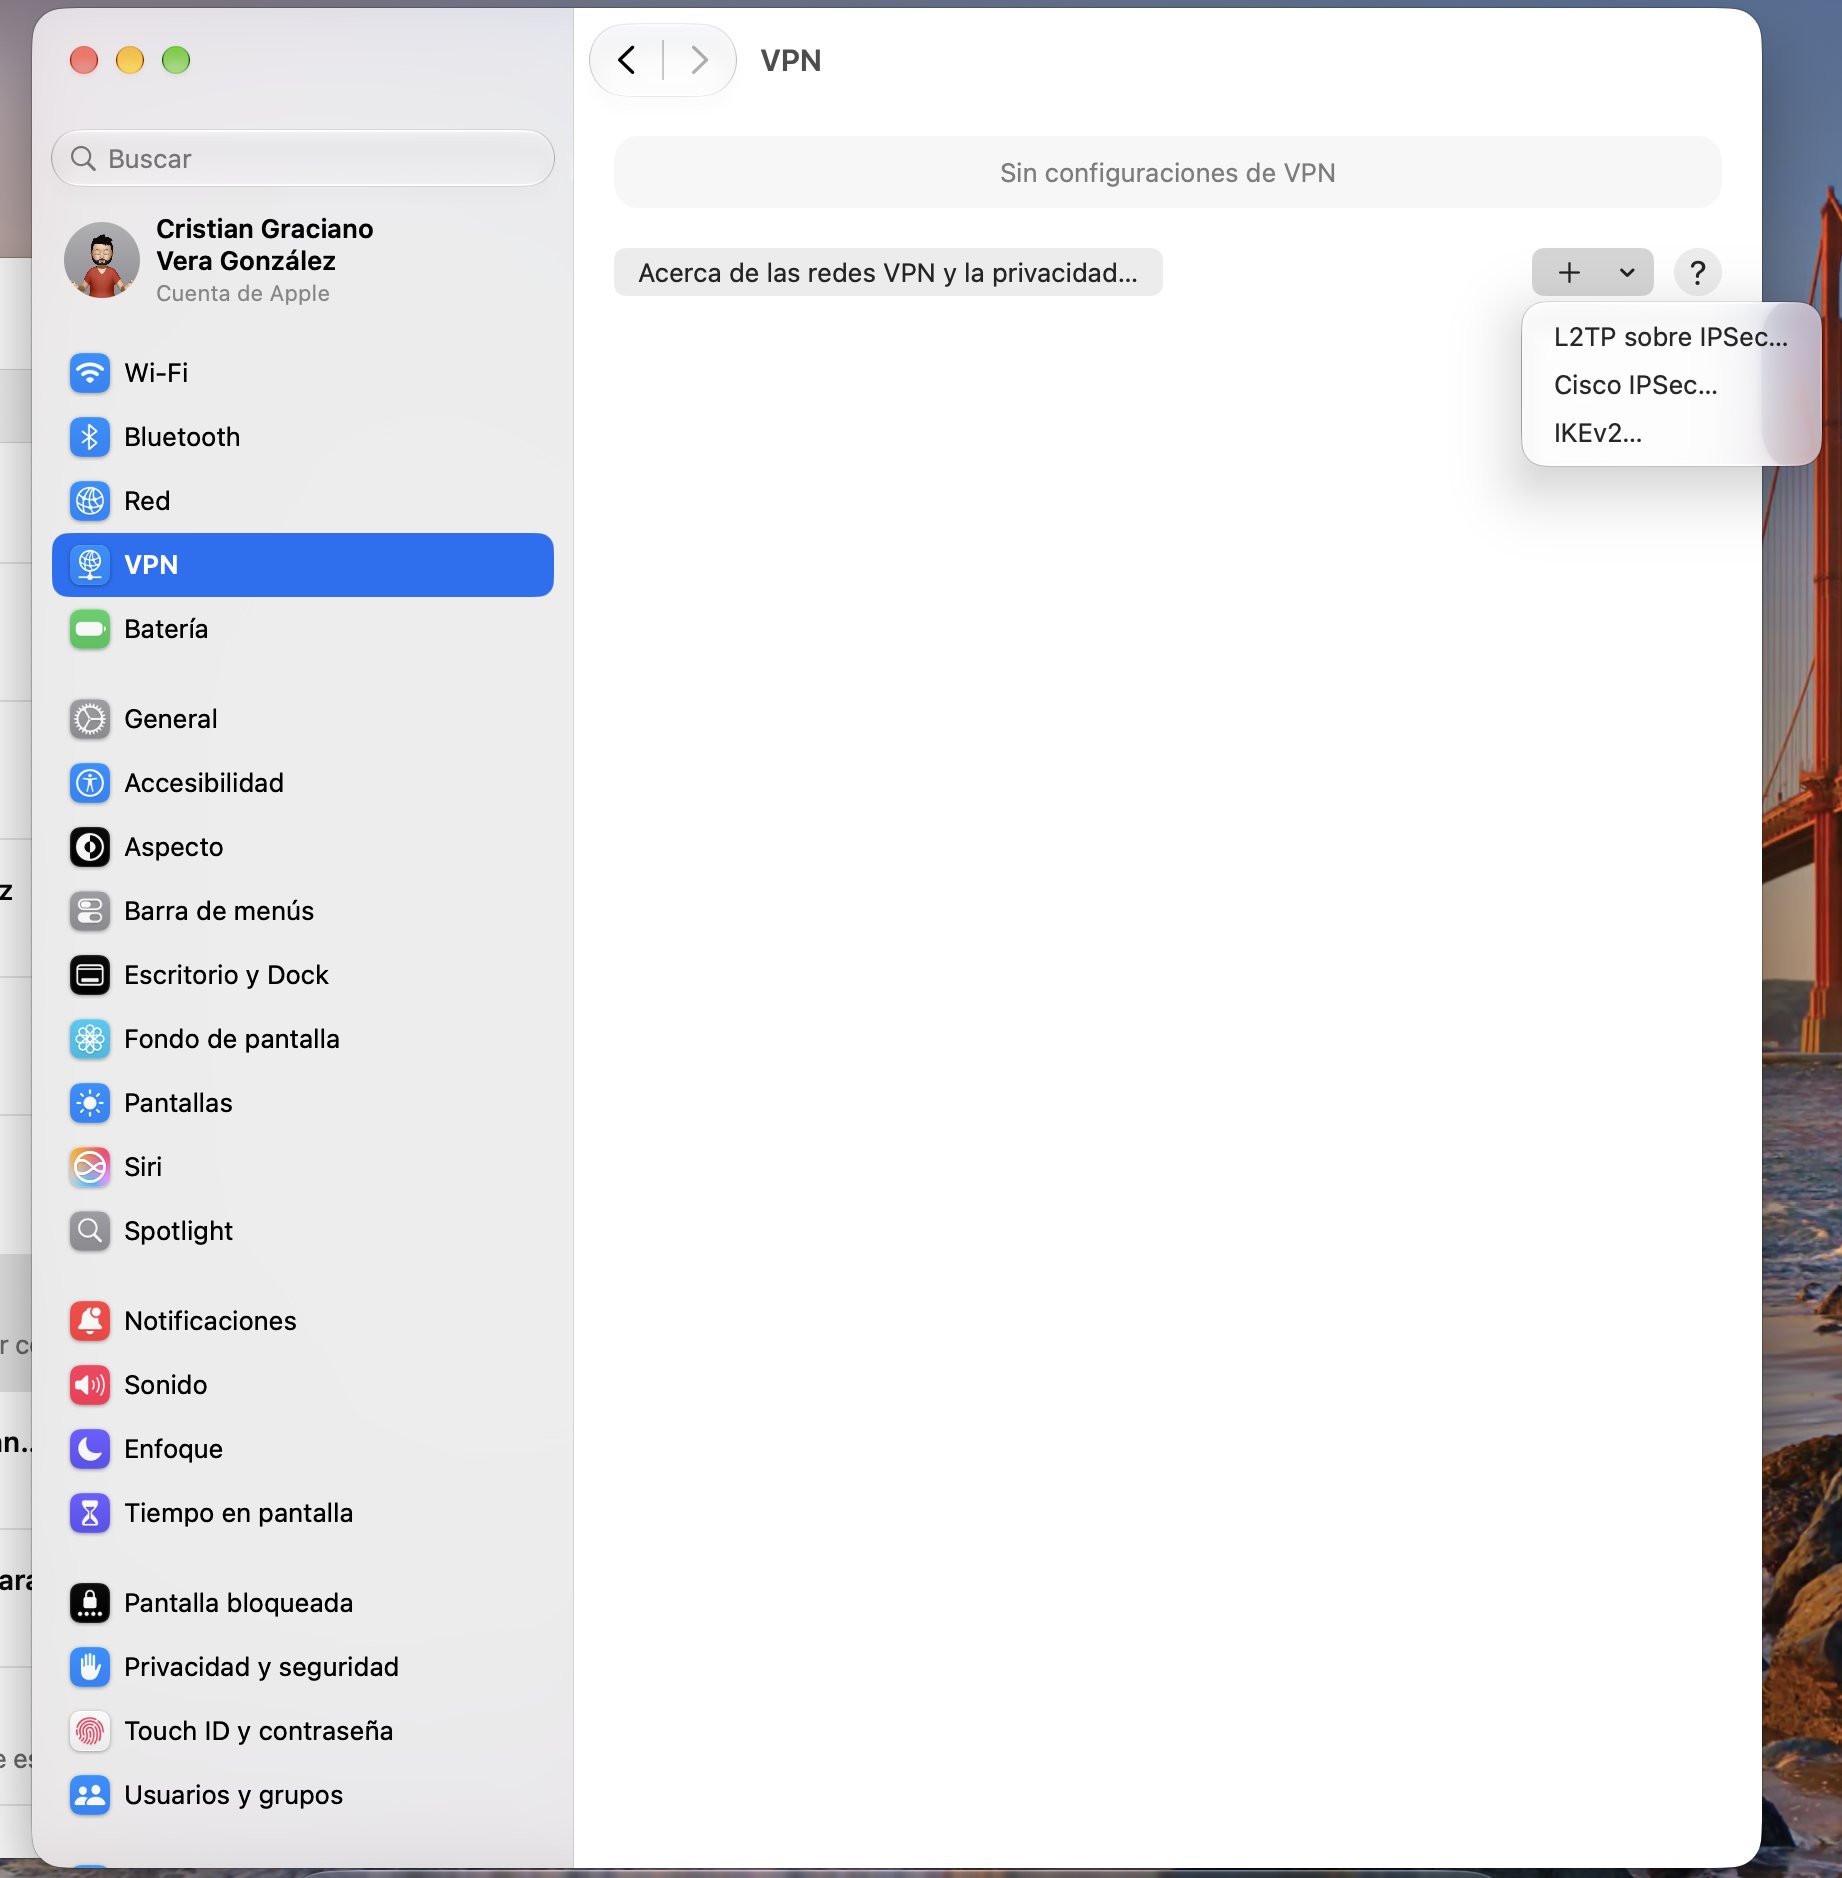 VPN
Buscar
Sin configuraciones de VPN
Cristian Graciano
Vera González
Cuenta de Apple
Acerca de las redes VPN y la privacidad...
?
L2TP sobre IPSec...
Cisco IPSec...
IKEv2...
Wi-Fi
Bluetooth
Red
VPN
Batería
General
Accesibilidad
Aspecto
Barra de menús
Escritorio y Dock
Fondo de pantalla
Pantallas
Siri
Spotlight
Notificaciones
Sonido
Enfoque
Tiempo en pantalla
Pantalla bloqueada
Privacidad y seguridad
Touch ID y contraseña
Usuarios y grupos